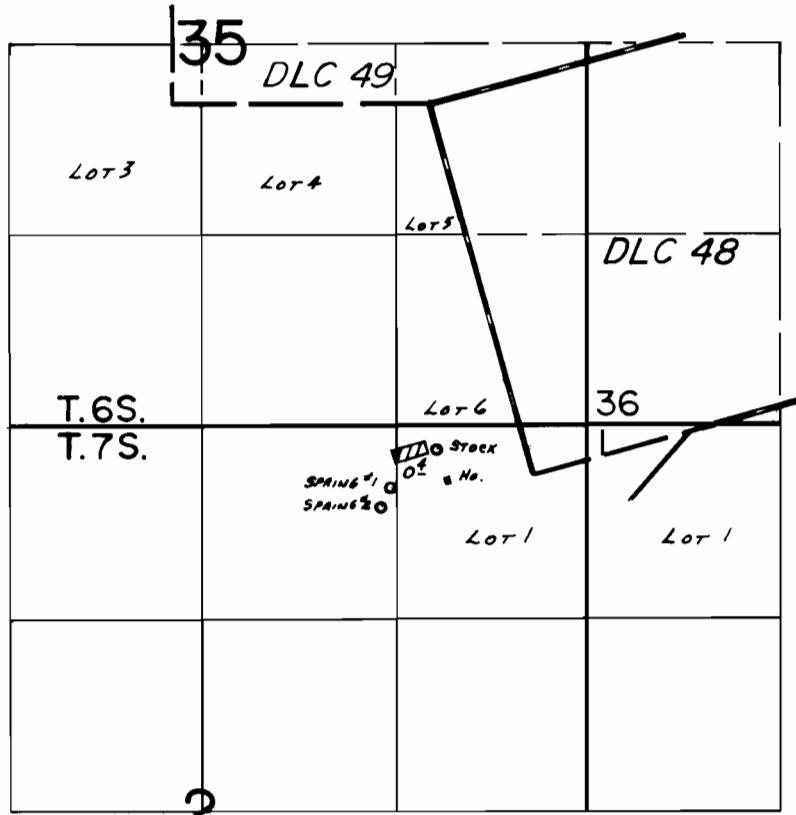 35
DLC 49
LOT 3
LOT 4
LOT 5
DLC 48
T. 6S.
LOT 6
36
T. 7S.
STOCK
SPRING #1
Ho.
SPRING #2
LOT 1
LOT 1